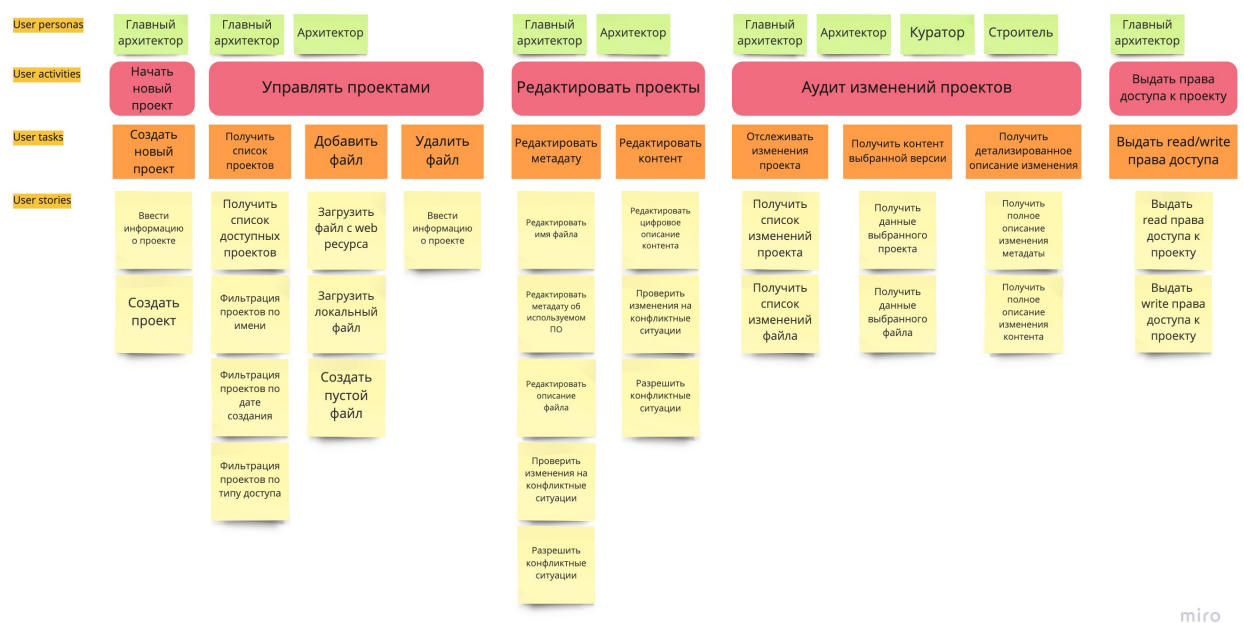 User personas
Главный
архитектор
Главный
архитектор
Архитектор
Главный
архитектор
Архитектор
Главный
архитектор
Архитектор
Куратор
Строитель
Главный
архитектор
User activities
Начать
новый
проект
Управлять проектами
Редактировать проекты
Аудит изменений проектов
Выдать права
доступа к проекту
User tasks
Создать
новый
проект
Получить
список
проектов
Добавить
файл
Удалить
файл
Редактировать
метадату
Редактировать
контент
Отслеживать
изменения
проекта
Получить контент
выбранной версии
Получить
детализированное
описание изменения
Выдать read/write
права доступа
User stories
Ввести
информацию
о проекте
Получить
список
доступных
проектов
Загрузить
файл с web
ресурса
Ввести
информацию
о проекте
Редактировать
имя файла
Редактировать
цифровое
описание
контента
Получить
список
изменений
проекта
Получить
данные
выбранного
проекта
Получить
полное
описание
изменения
метадаты
Выдать
read права
доступа к
проекту
Создать
проект
Фильтрация
проектов по
имени
Загрузить
локальный
файл
Редактировать
метадату об
используемом
ПО
Проверить
изменения на
конфликтные
ситуации
Получить
список
изменений
файла
Получить
данные
выбранного
файла
Получить
полное
описание
изменения
контента
Выдать
write права
доступа к
проекту
Фильтрация
проектов по
дате
создания
Создать
пустой
файл
Редактировать
описание
файла
Разрешить
конфликтные
ситуации
Фильтрация
проектов по
типу доступа
Проверить
изменения на
конфликтные
ситуации
Разрешить
конфликтные
ситуации
miro